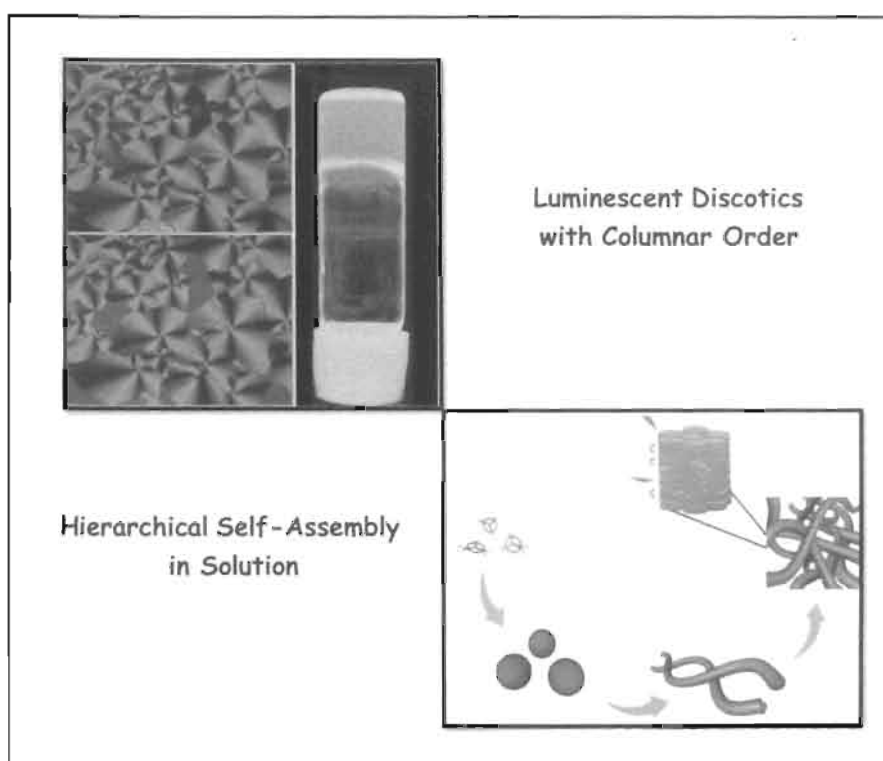 Luminescent Discotics
with Columnar Order
Hierarchical Self-Assembly
in Solution